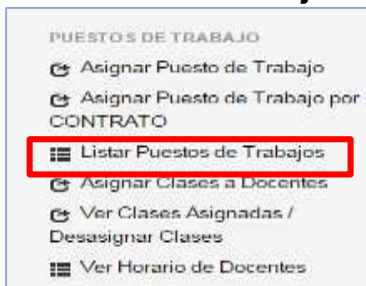 PUESTOS DE TRABAJO
Asignar Puesto de Trabajo
Asignar Puesto de Trabajo por
CONTRATO
Listar Puestos de Trabajos
Asignar Clases a Docentes
Ver Clases Asignadas /
Desasignar Clases
Ver Horario de Docentes